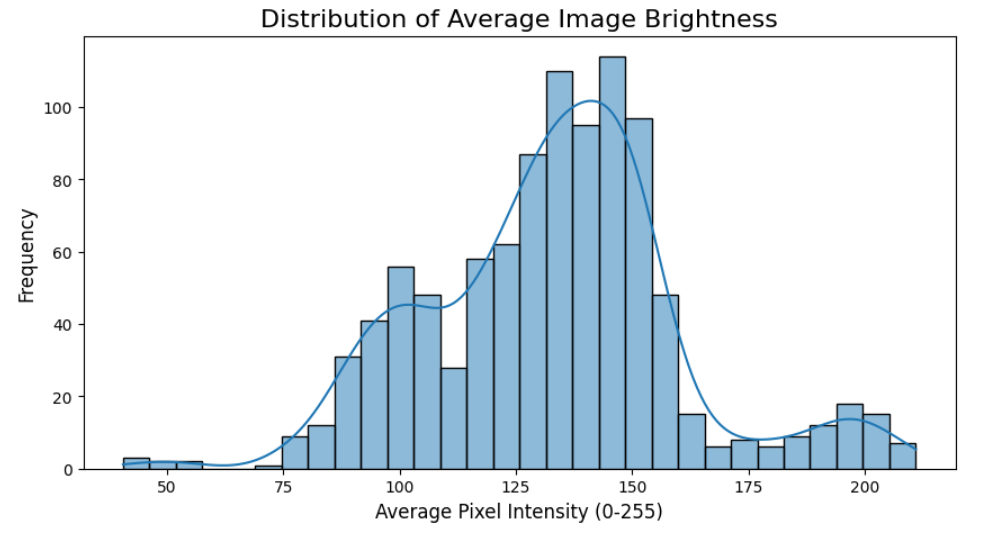 Distribution of Average Image Brightness
Frequency
100
80
60
40
20
0
50 75 100 125 150 175 200
Average Pixel Intensity (0-255)